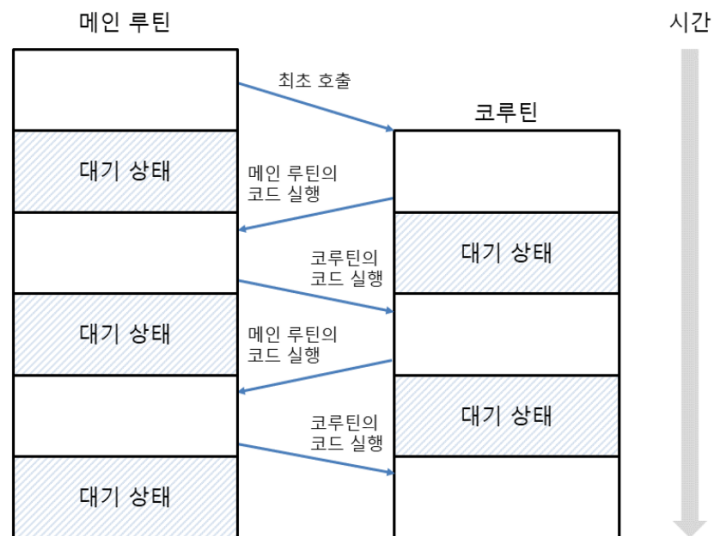 메인 루틴
시간
최초 호출
코루틴
대기 상태
메인 루틴의
코드 실행
대기 상태
코루틴의
코드 실행
대기 상태
메인 루틴의
코드 실행
대기 상태
코루틴의
코드 실행
대기 상태